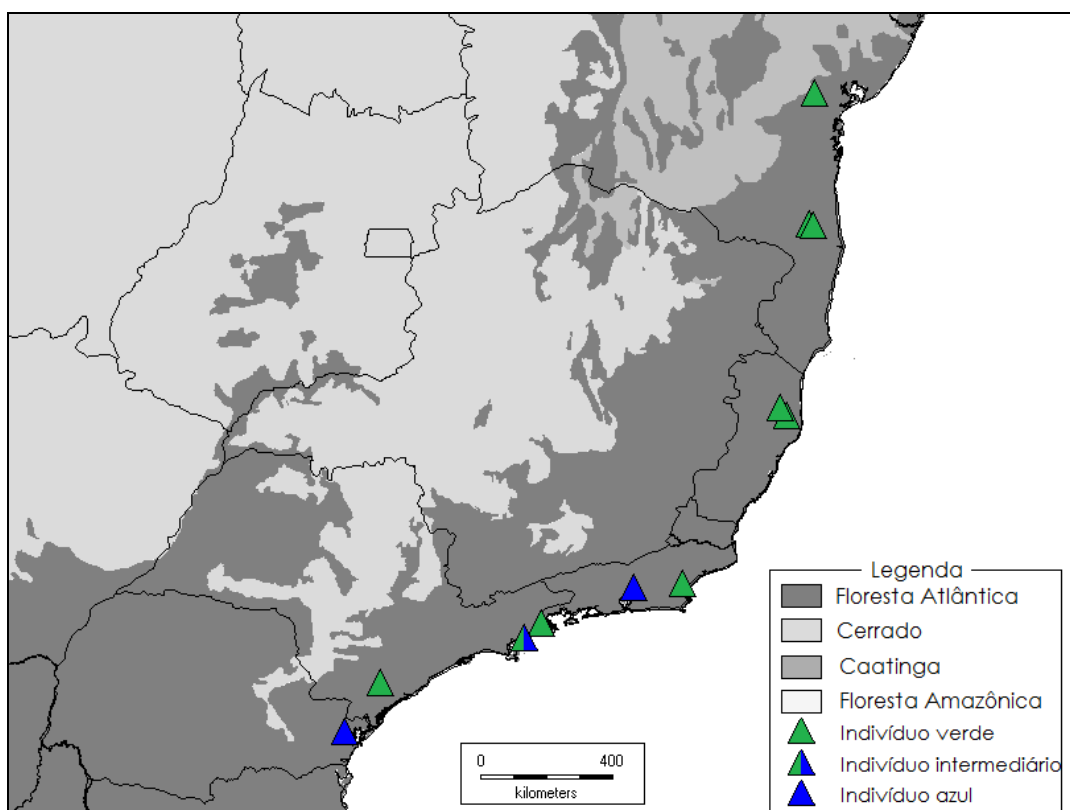 Legenda
Floresta Atlântica
Cerrado
Caatinga
Floresta Amazônica
Indivíduo verde
Indivíduo intermediário
Indivíduo azul
0 400
kilometers